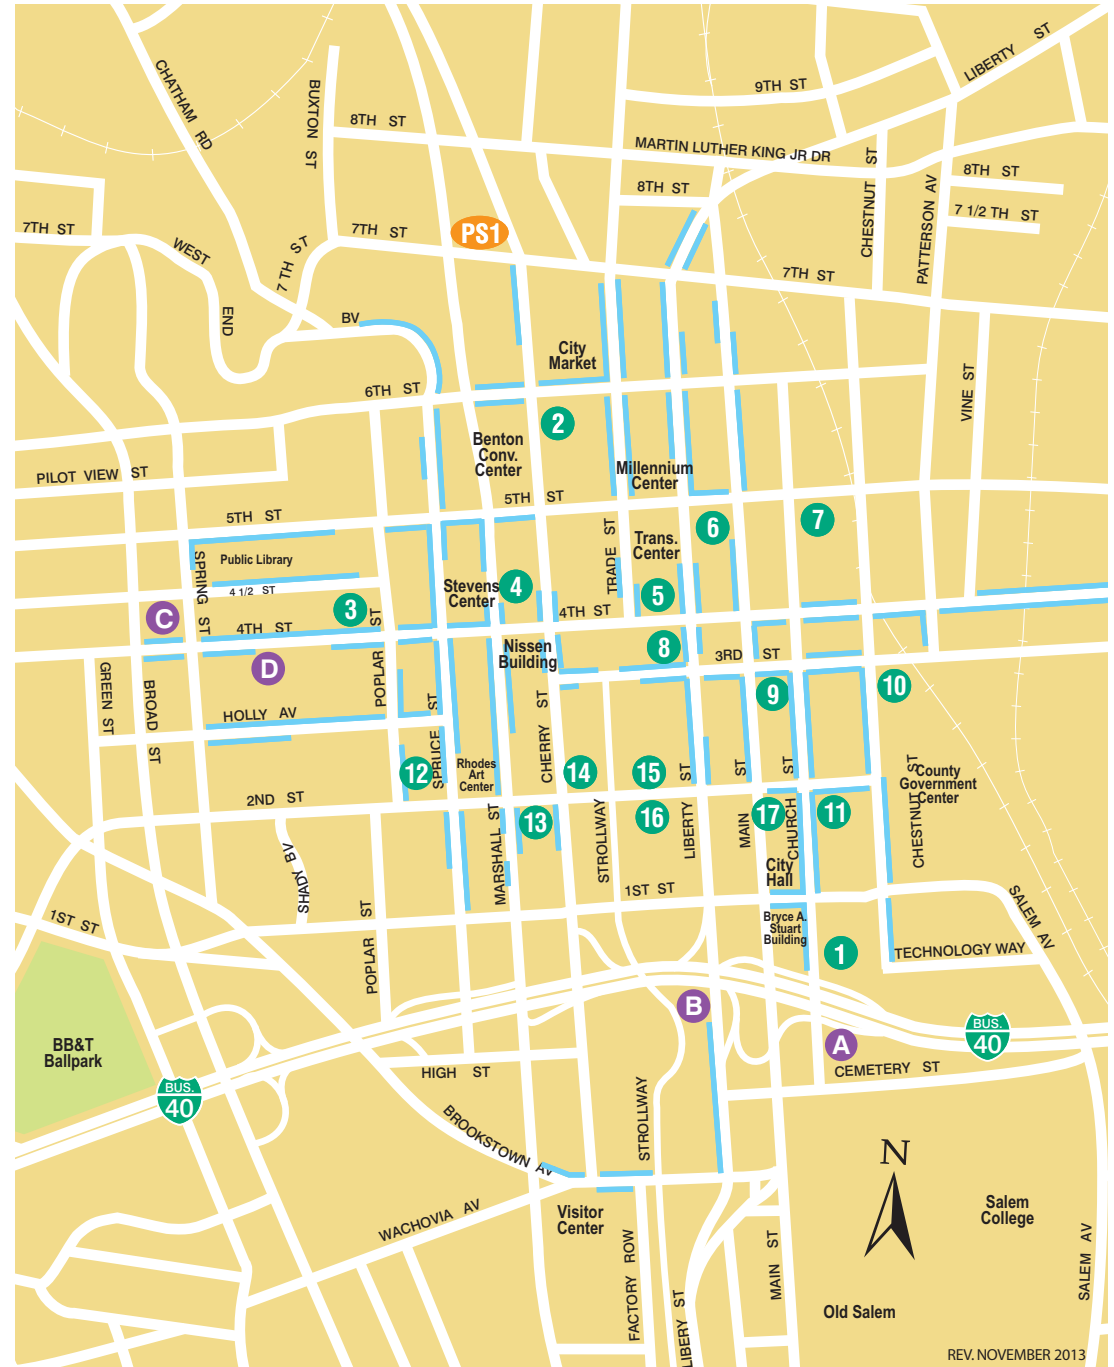 LIBERTY ST
9TH ST
CHATHAM RD
BUXTON ST
8TH ST
MARTIN LUTHER KING JR DR
CHESTNUT ST
8TH ST
8TH ST
PATTERSON AV
7 1/2 TH ST
7TH ST
WEST
7 TH ST
7TH ST
PS1
7TH ST
END
BV
City
Market
6TH ST
VINE ST
2
Benton
Conv.
Center
Millennium
Center
PILOT VIEW ST
5TH ST
5TH ST
6
7
TRADE ST
Trans.
Center
Public Library
SPRING ST
4 1/2 ST
Stevens
Center
4
5
3
C
4TH ST
4TH ST
POPLAR ST
D
Nissen
Building
8
3RD ST
GREEN ST
BROAD ST
9
10
HOLLY AV
SPRUCE ST
CHERRY ST
12
Rhodes
Art
Center
14
15
LIBERTY ST
MAIN ST
CHURCH ST
County
Government
Center
CHESTNUT ST
2ND ST
MARSHALL ST
13
STROLLWAY
16
17
11
SHADY BV
City
Hall
1ST ST
SALEM AV
1ST ST
POPLAR ST
Bryce A.
Stuart
Building
1
TECHNOLOGY WAY
B
A
BUS.
40
BB&T
Ballpark
HIGH ST
CEMETERY ST
BUS.
40
BROOKSTOWN AV
STROLLWAY
N
Visitor
Center
WACHOVIA AV
Salem
College
FACTORY ROW
MAIN ST
SALEM AV
LIBERY ST
Old Salem
REV. NOVEMBER 2013